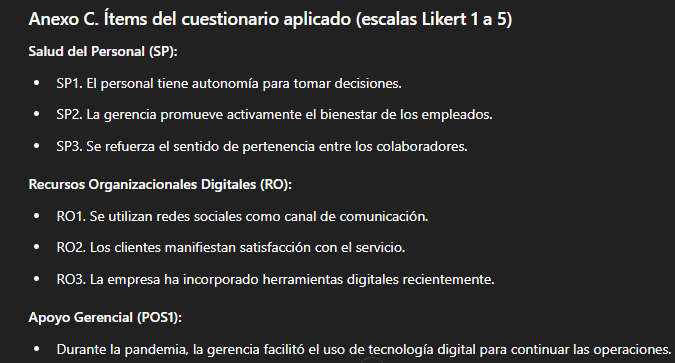 Anexo C. Ítems del cuestionario aplicado (escalas Likert 1 a 5)
Salud del Personal (SP):
• SP1. El personal tiene autonomía para tomar decisiones.
• SP2. La gerencia promueve activamente el bienestar de los empleados.
• SP3. Se refuerza el sentido de pertenencia entre los colaboradores.
Recursos Organizacionales Digitales (RO):
• RO1. Se utilizan redes sociales como canal de comunicación.
• RO2. Los clientes manifiestan satisfacción con el servicio.
• RO3. La empresa ha incorporado herramientas digitales recientemente.
Apoyo Gerencial (POS1):
• Durante la pandemia, la gerencia facilitó el uso de tecnología digital para continuar las operaciones.